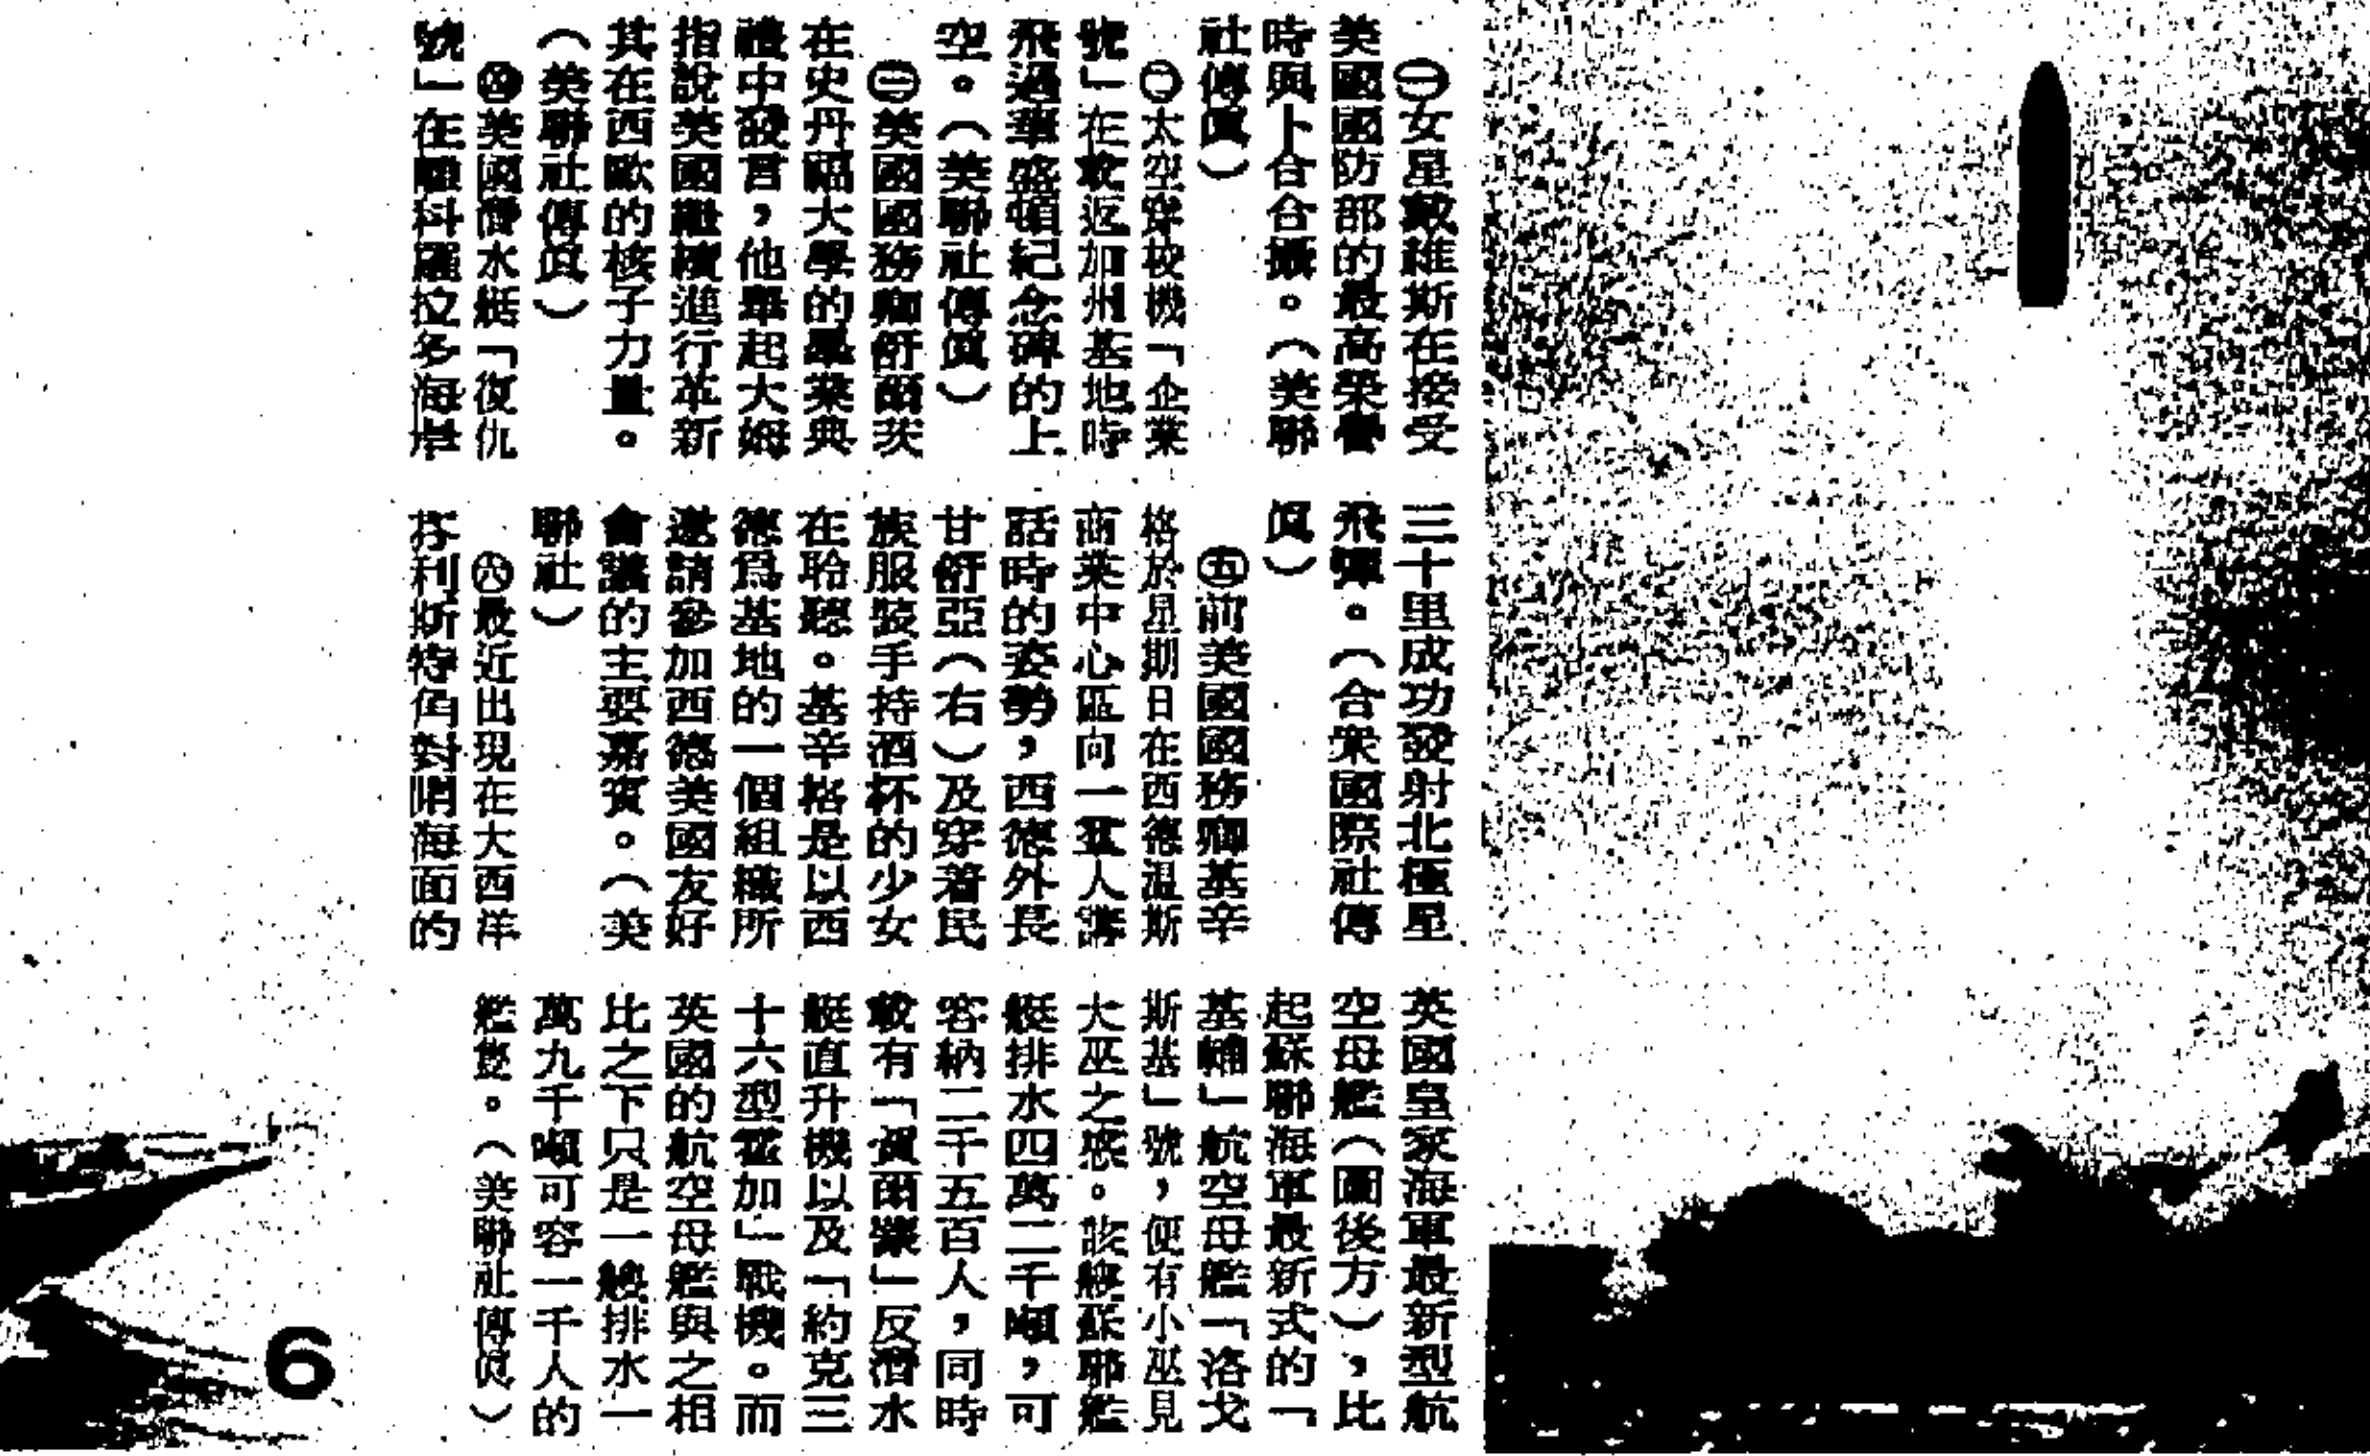 ㊀女星戴維斯在接受
美國國防部的最高榮譽
時與卜合合攝。（美聯
社傳眞）
㊁太空穿梭機「企業
號」在載返加州基地時
飛過華盛頓紀念碑的上
空。（美聯社傳眞）
㊂美國國務卿舒爾茨
在史丹福大學的畢業典
禮中發言，他舉起大姆
指說美國繼續進行革新
其在西歐的核子力量。
（美聯社傳眞）
㊃英國潛水艇「復仇
號」在離科羅拉多海岸
三十里成功發射北極星
飛彈。（合衆國際社傳
眞）
㊄前美國國務卿基辛
格於星期日在西德温斯
商業中心區向一羣人講
話時的姿勢，西德外長
甘舒亞（右）及穿着民
族服裝手持酒杯的少女
在聆聽。基辛格是以西
德爲基地的一個組織所
邀請參加西德美國友好
會議的主要嘉賓。（美
聯社）
㊅最近出現在大西洋
芬利斯特角對開海面的
英國皇家海軍最新型航
空母艦（圖後方），比
起蘇聯海軍最新式的「
基輔」航空母艦「洛戈
斯基」號，便有小巫見
大巫之感。該艘蘇聯艦
艇排水四萬二千噸，可
容納二千五百人，同時
載有「賀爾蒙」反潛水
艇直升機以及「約克三
十六型霍加」戰機。而
英國的航空母艦與之相
比之下只是一艘排水一
萬九千噸可容一千人的
艦隻。（美聯社傳眞）
6